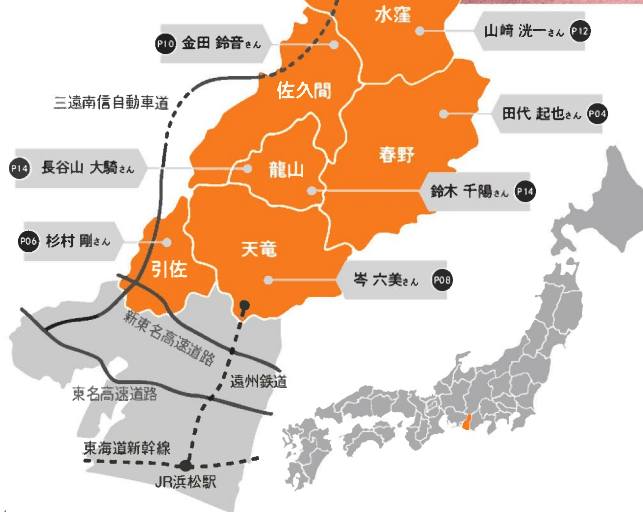 水窪
山﨑 洸一さん P12
P10 金田 鈴音さん
佐久間
三遠南信自動車道
田代 起也さん P04
春野
P14 長谷山 大騎さん
龍山
鈴木 千陽さん P14
P06 杉村 剛さん
天竜
引佐
岑 六美さん P08
新東名高速道路
遠州鉄道
東名高速道路
東海道新幹線
JR浜松駅